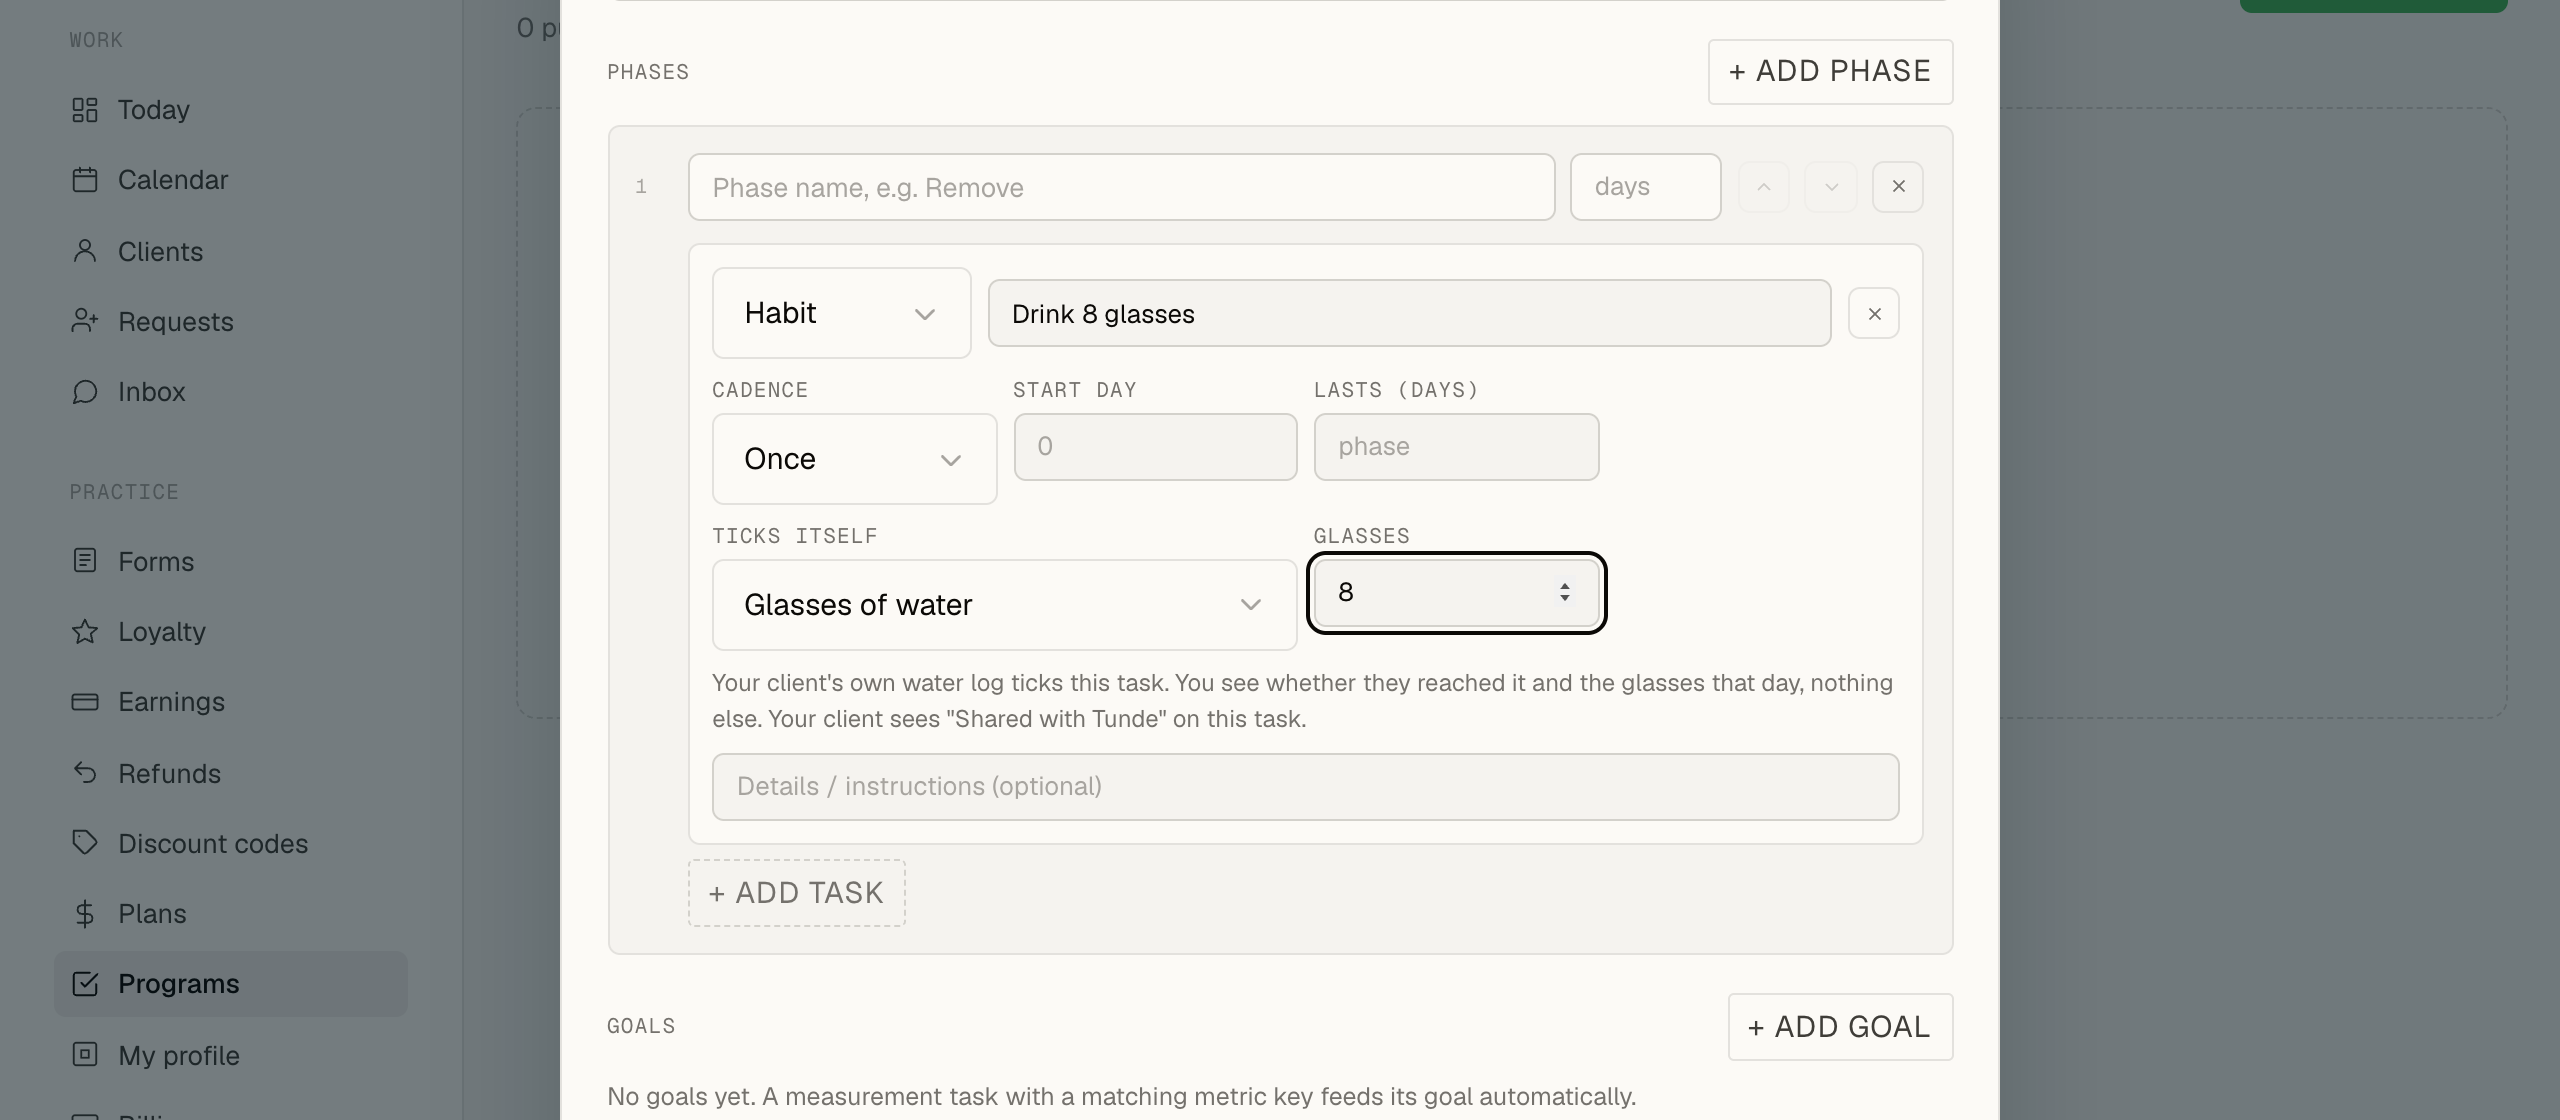 WORK
Today
Calendar
Clients
Requests
Inbox
PRACTICE
Forms
Loyalty
Earnings
Refunds
Discount codes
Plans
Programs
My profile
0
PHASES
+ ADD PHASE
1
Phase name, e.g. Remove
days
Habit
Drink 8 glasses
CADENCE
START DAY
LASTS (DAYS)
Once
0
phase
TICKS ITSELF
GLASSES
Glasses of water
8
Your client's own water log ticks this task. You see whether they reached it and the glasses that day, nothing
else. Your client sees "Shared with Tunde" on this task.
Details / instructions (optional)
+ ADD TASK
GOALS
+ ADD GOAL
No goals yet. A measurement task with a matching metric key feeds its goal automatically.